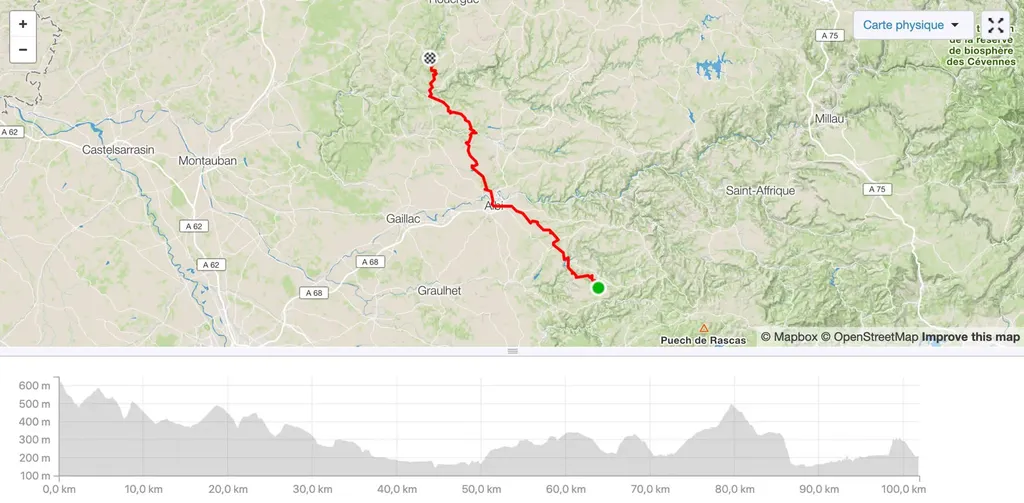 Rouergue
+
−
Carte physique
A 75
de la réserve
de biosphère
des Cévennes
A 62
Castelsarrasin
Montauban
Millau
Saint-Affrique
A 75
Gaillac
Albi
A 62
A 68
A 62
A 68
Graulhet
Puech de Rascas
© Mapbox © OpenStreetMap Improve this map
600 m
500 m
400 m
300 m
200 m
100 m
0,0 km
10,0 km
20,0 km
30,0 km
40,0 km
50,0 km
60,0 km
70,0 km
80,0 km
90,0 km
100,0 km